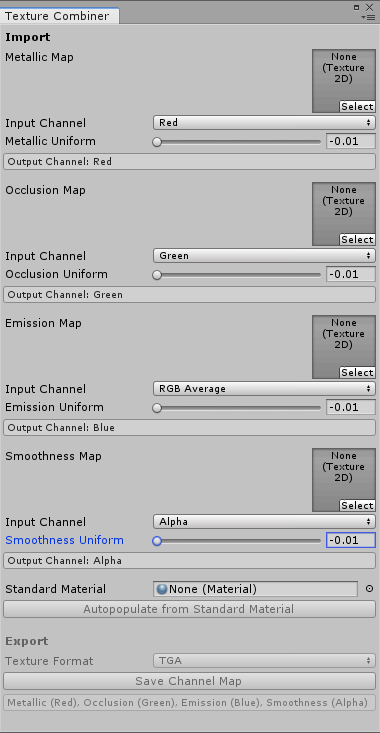 Texture Combiner
Import
Metallic Map
None
(Texture
2D)
Select
Input Channel
Red
Metallic Uniform
-0.01
Output Channel: Red
Occlusion Map
None
(Texture
2D)
Select
Input Channel
Green
Occlusion Uniform
-0.01
Output Channel: Green
Emission Map
None
(Texture
2D)
Select
Input Channel
RGB Average
Emission Uniform
-0.01
Output Channel: Blue
Smoothness Map
None
(Texture
2D)
Select
Input Channel
Alpha
Smoothness Uniform
-0.01
Output Channel: Alpha
Standard Material
None (Material)
Autopopulate from Standard Material
Export
Texture Format
TGA
Save Channel Map
Metallic (Red), Occlusion (Green), Emission (Blue), Smoothness (Alpha)